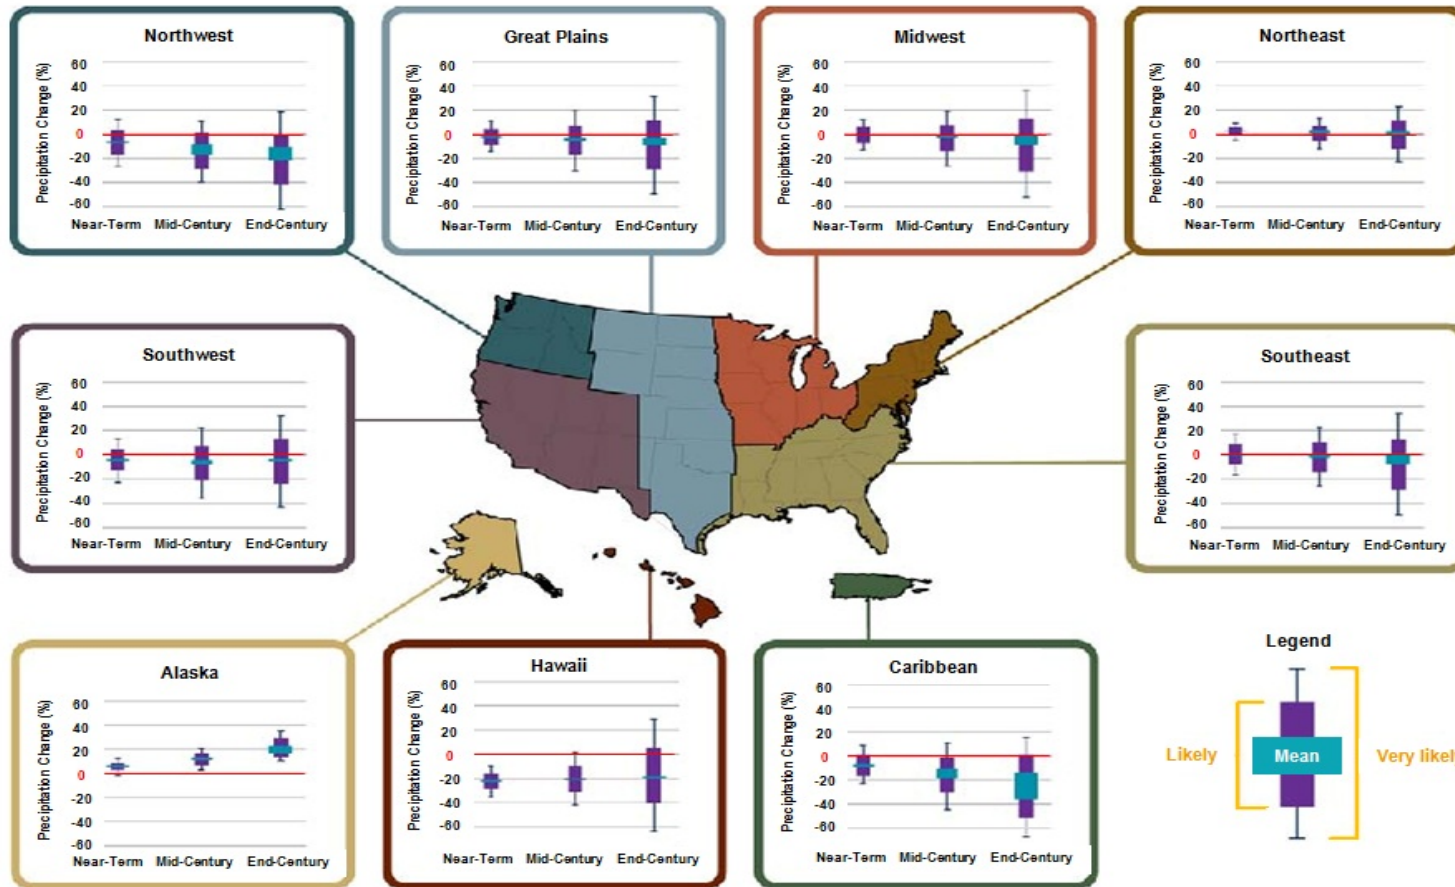 Northwest
Precipitation Change (%)
60
40
20
0
-20
-40
-60
Near-Term Mid-Century End-Century
Great Plains
Precipitation Change (%)
60
40
20
0
-20
-40
-60
Near-Term Mid-Century End-Century
Midwest
Precipitation Change (%)
60
40
20
0
-20
-40
-60
Near-Term Mid-Century End-Century
Northeast
Precipitation Change (%)
60
40
20
0
-20
-40
-60
Near-Term Mid-Century End-Century
Southwest
Precipitation Change (%)
60
40
20
0
-20
-40
-60
Near-Term Mid-Century End-Century
Southeast
Precipitation Change (%)
60
40
20
0
-20
-40
-60
Near-Term Mid-Century End-Century
Alaska
Precipitation Change (%)
60
40
20
0
-20
-40
-60
Near-Term Mid-Century End-Century
Hawaii
Precipitation Change (%)
60
40
20
0
-20
-40
-60
Near-Term Mid-Century End-Century
Caribbean
Precipitation Change (%)
60
40
20
0
-20
-40
-60
Near-Term Mid-Century End-Century
Legend
Likely
Mean
Very likely